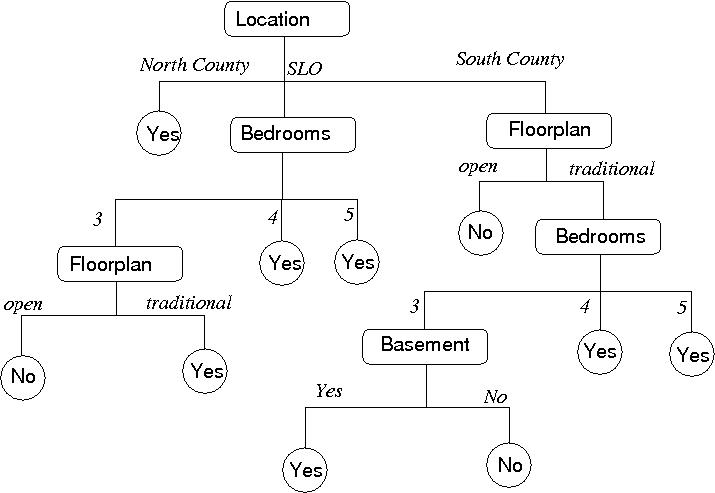 Location
North County
SLO
South County
Yes
Bedrooms
Floorplan
open
traditional
3
4
5
No
Bedrooms
Floorplan
Yes
Yes
open
traditional
3
4
5
No
Yes
Basement
Yes
Yes
Yes
No
Yes
No